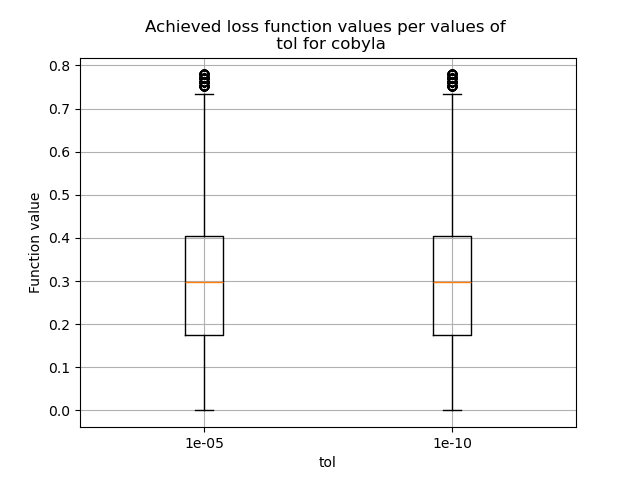 Achieved loss function values per values of
tol for cobyla
0.8
0.7
0.6
0.5
0.4
0.3
0.2
0.1
0.0
Function value
1e-05
1e-10
tol